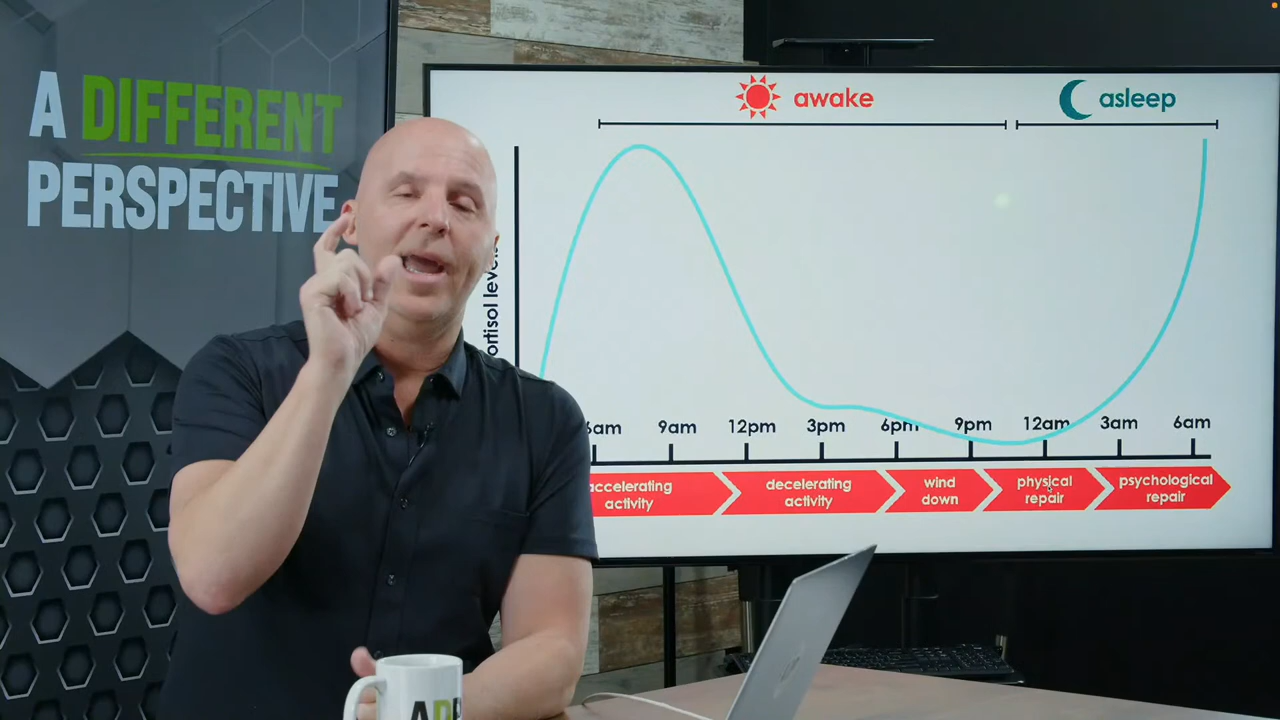 A DIFFERENT
PERSPECTIVE
awake
asleep
ortisol levels
6am 9am 12pm 3pm 6pm 9pm 12am 3am 6am
accelerating
activity
decelerating
activity
wind
down
physical
repair
psychological
repair